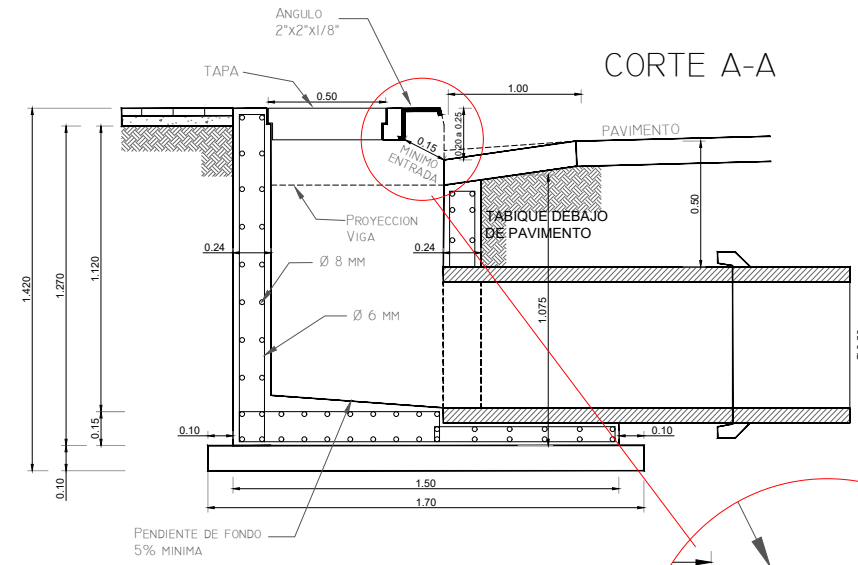 ANGULO
2"x2"x1/8"
CORTE A-A
TAPA
0.50
1.00
0.20 a 0.25
0.15
MINIMO
ENTRADA
PAVIMENTO
0.50
PROYECCION
VIGA
TABIQUE DEBAJO
DE PAVIMENTO
0.24
0.24
Ø 8 MM
Ø 6 MM
1.420
1.270
1.120
1.075
0.15
0.10
0.10
0.10
1.50
1.70
PENDIENTE DE FONDO
5% MINIMA